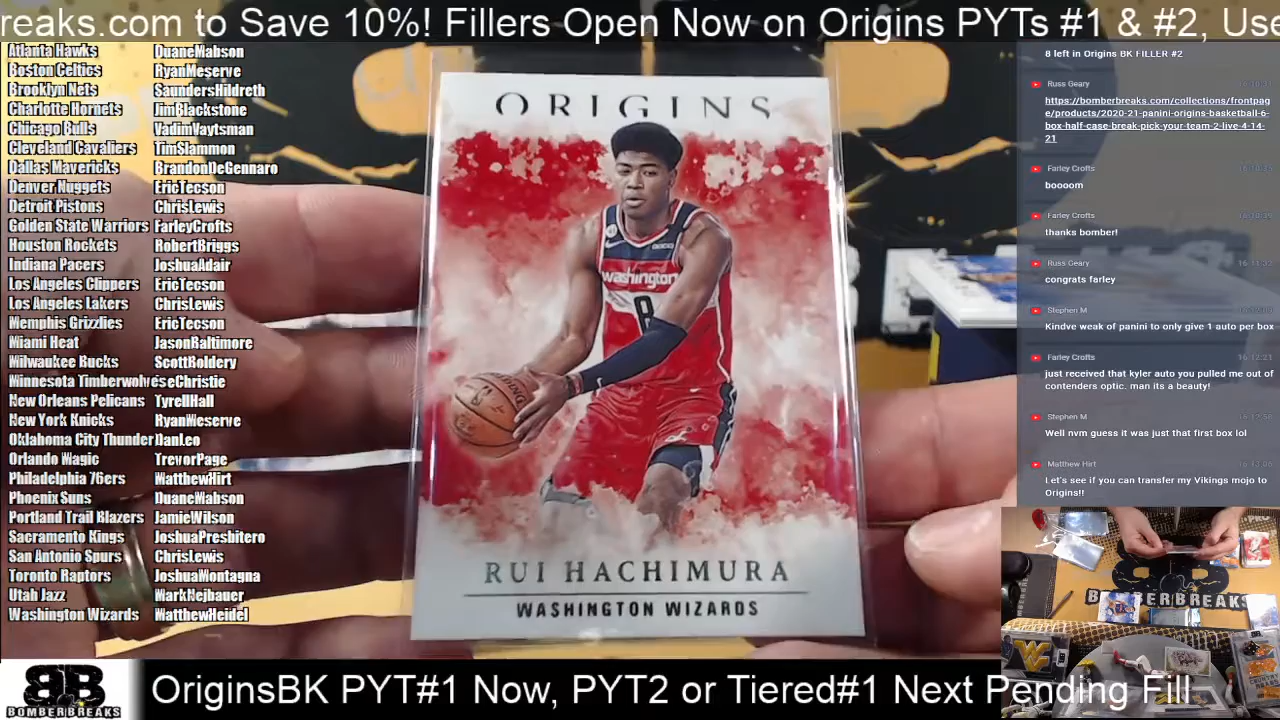 reaks.com to Save 10%! Fillers Open Now on Origins PYTs #1 & #2, Use
Atlanta Hawks DuaneMabson
Boston Celtics RyanMeserve
Brooklyn Nets SaundersHildreth
Charlotte Hornets JimBlackstone
Chicago Bulls VadimVaytsman
Cleveland Cavaliers TimSlammon
Dallas Mavericks BrandonDeGennaro
Denver Nuggets EricTecson
Detroit Pistons ChrisLewis
Golden State Warriors FarleyCrofts
Houston Rockets RobertBriggs
Indiana Pacers JoshuaAdair
Los Angeles Clippers EricTecson
Los Angeles Lakers ChrisLewis
Memphis Grizzlies EricTecson
Miami Heat JasonBaltimore
Milwaukee Bucks ScottBoldery
Minnesota Timberwolves eChristie
New Orleans Pelicans TyrellHall
New York Knicks RyanMeserve
Oklahoma City Thunder DanLeo
Orlando Magic TrevorPage
Philadelphia 76ers MatthewHirt
Phoenix Suns DuaneMabson
Portland Trail Blazers JamieWilson
Sacramento Kings JoshuaPresbitero
San Antonio Spurs ChrisLewis
Toronto Raptors JoshuaMontagna
Utah Jazz MarkNejbauer
Washington Wizards MatthewHeidel
ORIGINS
washington
8
RUI HACHIMURA
WASHINGTON WIZARDS
8 left in Origins BK FILLER #2
Russ Geary
https://bomberbreaks.com/collections/frontpag
e/products/2020-21-panini-origins-basketball-6-
box-half-case-break-pick-your-team-2-live-4-14-
21
Farley Crofts
boooom
Farley Crofts
thanks bomber!
Russ Geary
congrats farley
Stephen M
Kindve weak of panini to only give 1 auto per box
Farley Crofts 16:12:21
just received that kyler auto you pulled me out of
contenders optic. man its a beauty!
Stephen M
Well nvm guess it was just that first box lol
Matthew Hirt
Let's see if you can transfer my Vikings mojo to
Origins!!
BOMBERBREAKS
BB
BOMBERBREAKS
OriginsBK PYT#1 Now, PYT2 or Tiered#1 Next Pending Fill